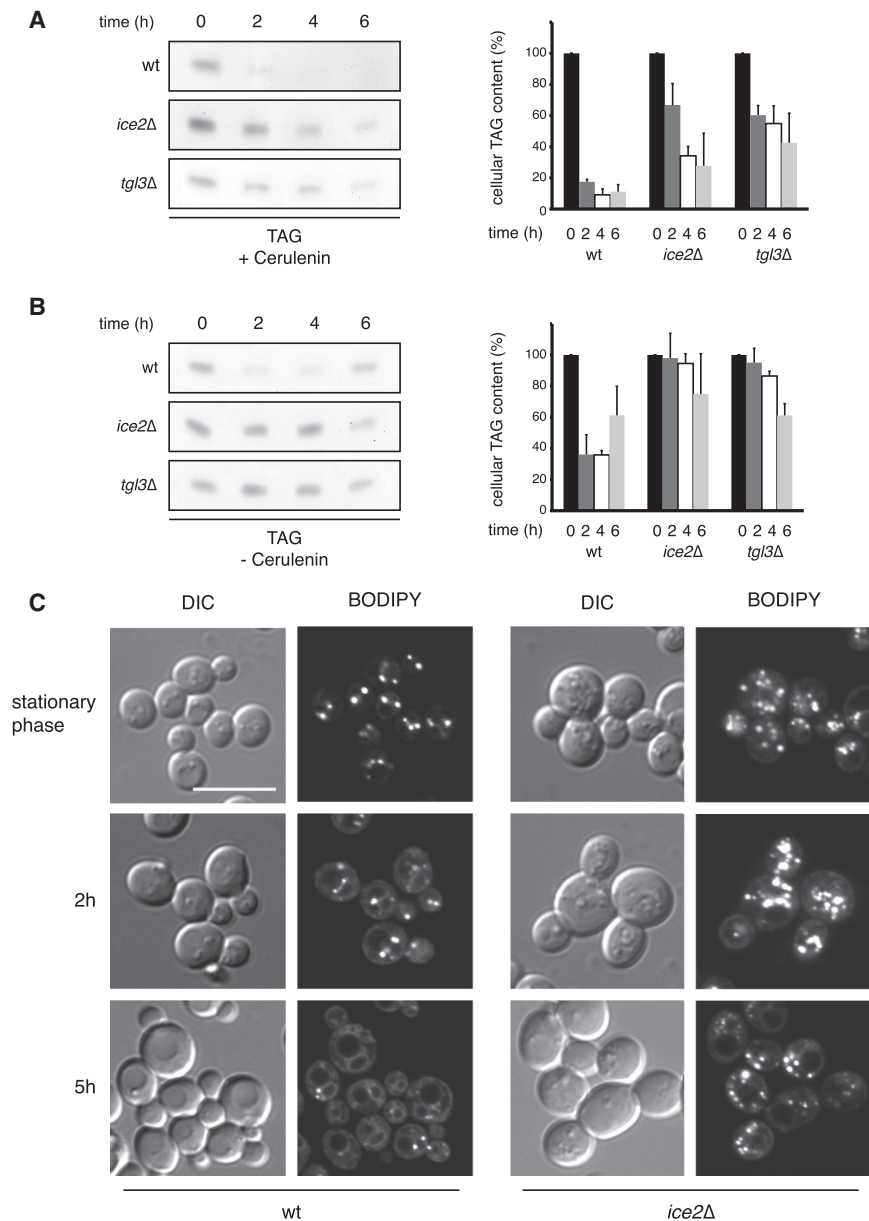 A
time (h) 0 2 4 6
wt
ice2Δ
tgl3Δ
TAG
+ Cerulenin
cellular TAG content (%)
100
80
60
40
20
0
time (h) 0 2 4 6 0 2 4 6 0 2 4 6
wt ice2Δ tgl3Δ
B
time (h) 0 2 4 6
wt
ice2Δ
tgl3Δ
TAG
- Cerulenin
cellular TAG content (%)
100
80
60
40
20
0
time (h) 0 2 4 6 0 2 4 6 0 2 4 6
wt ice2Δ tgl3Δ
C
DIC BODIPY DIC BODIPY
stationary
phase
2h
5h
wt ice2Δ